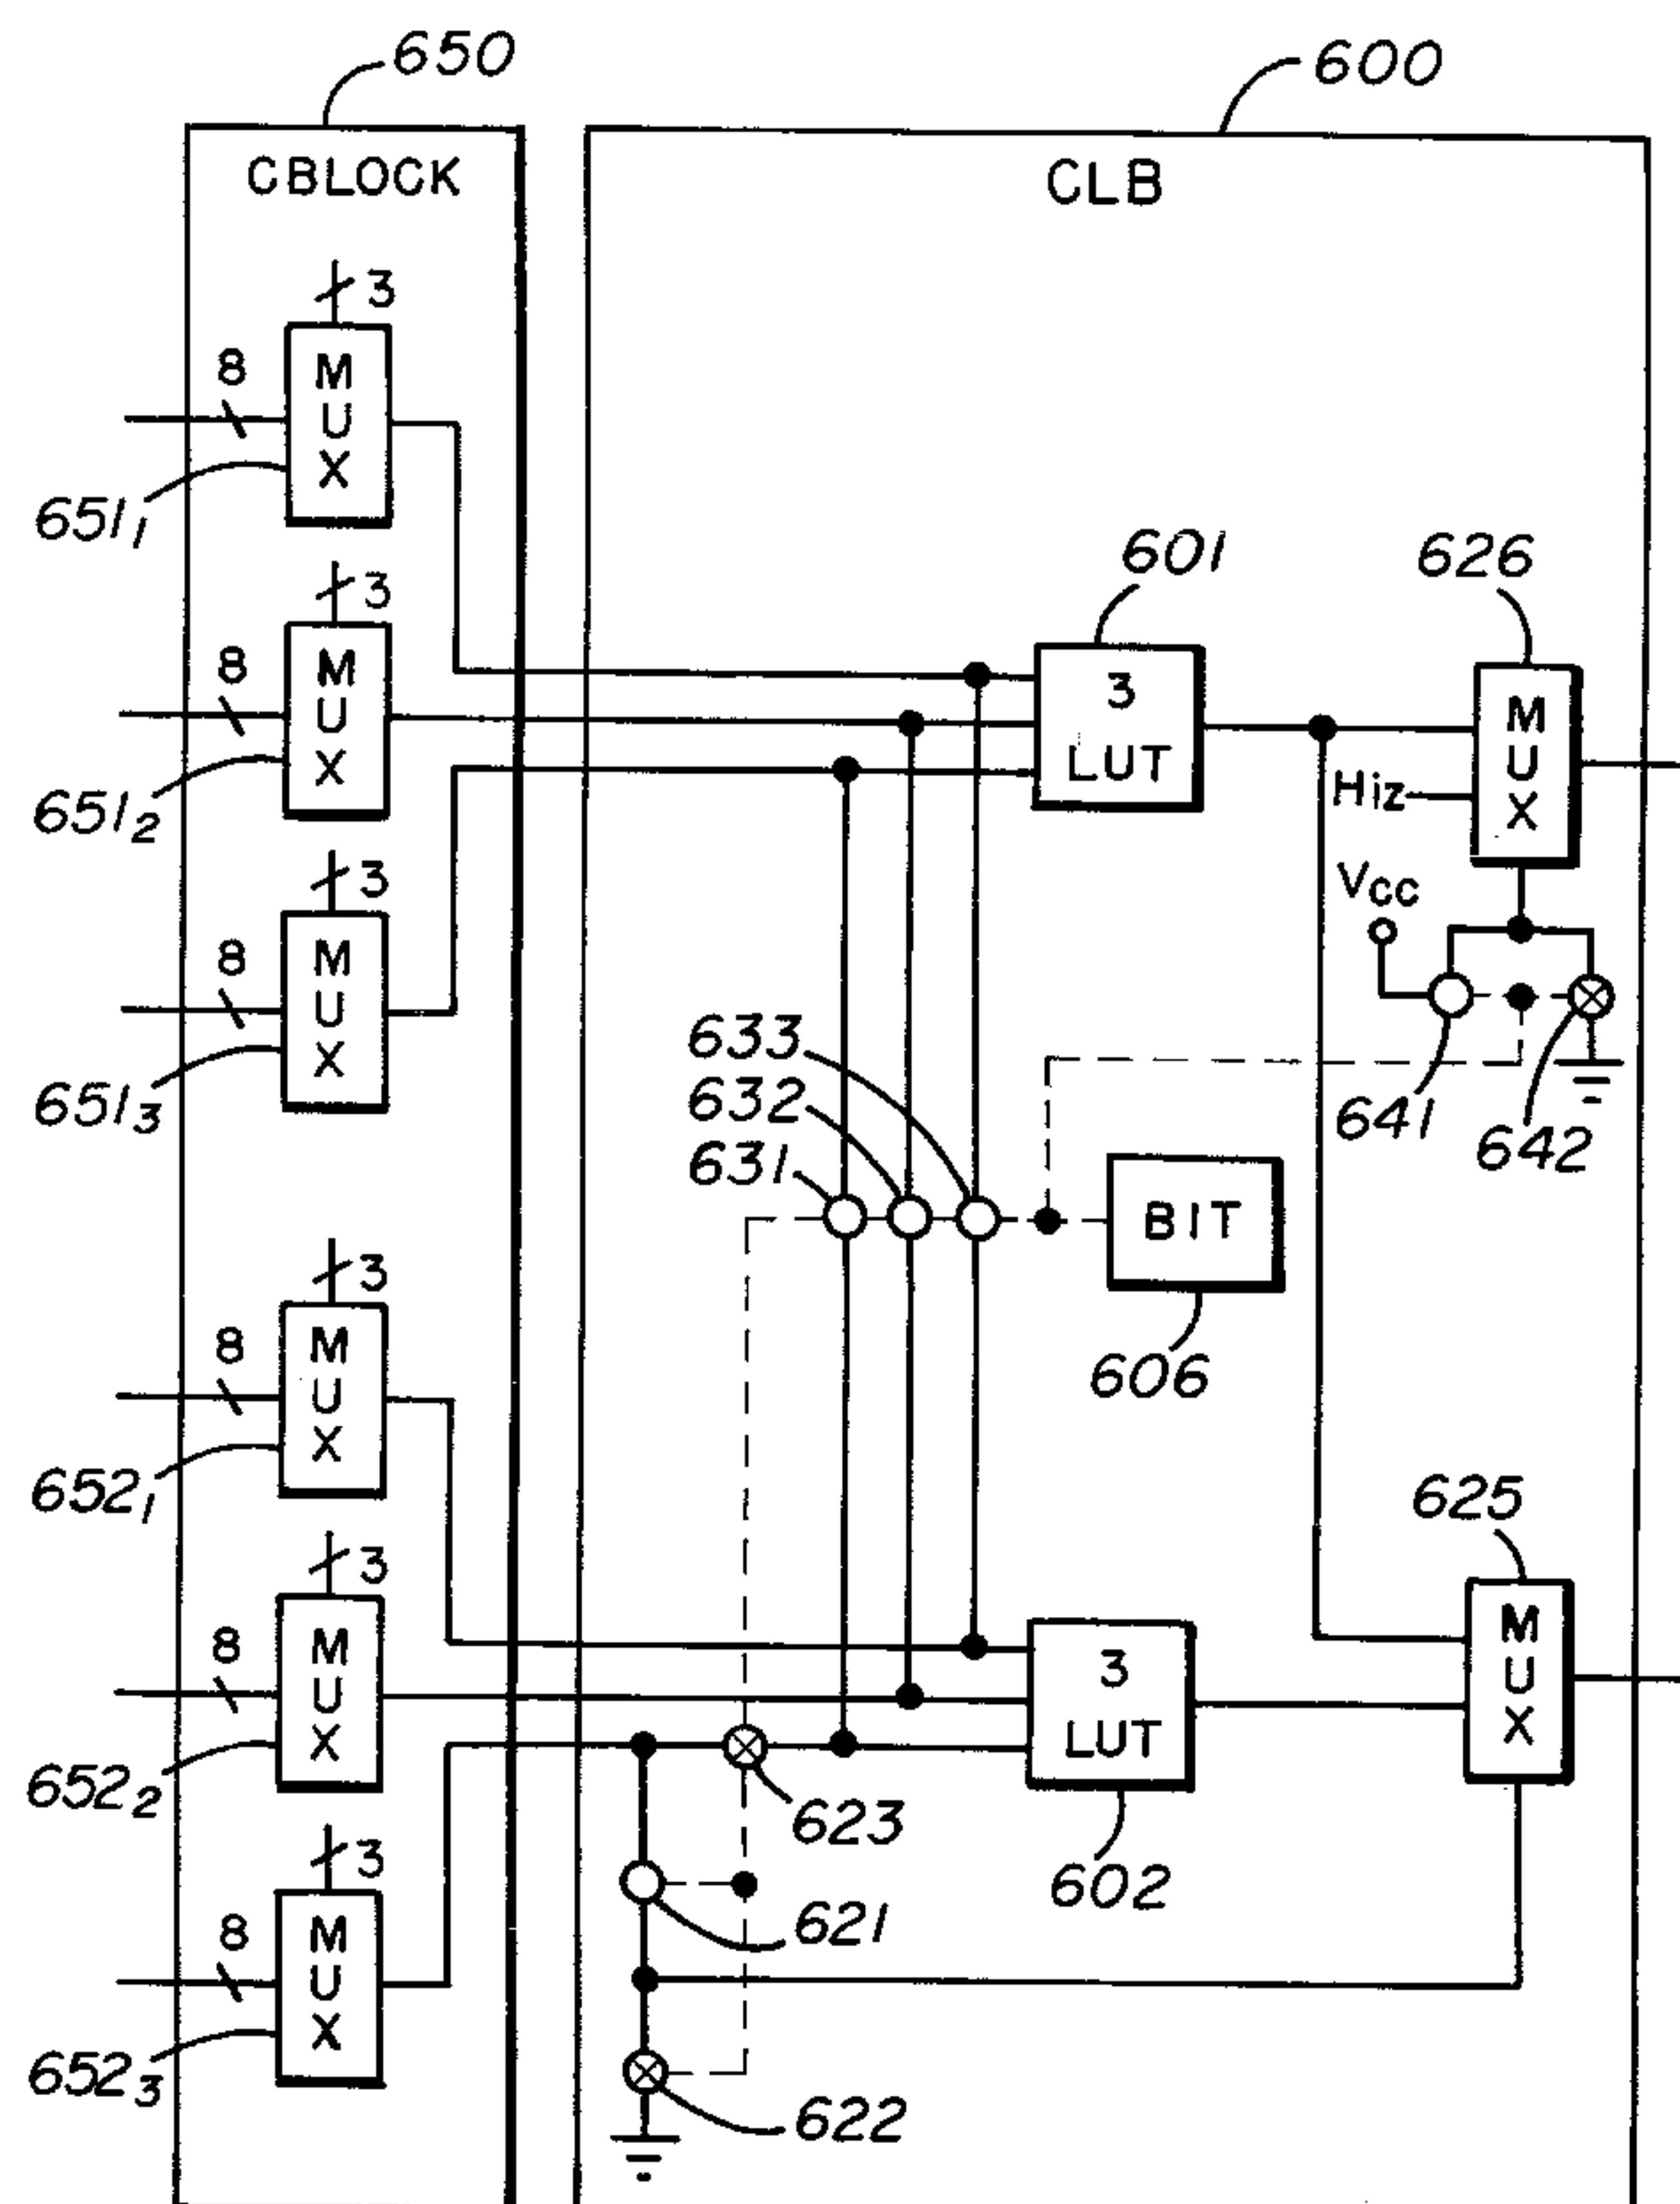 650
600
CBLOCK
CLB
3
8
MUX
651₁
3
8
MUX
651₂
601
626
3
LUT
MUX
Hiz
Vcc
3
8
MUX
651₃
633
632
631
641
642
BIT
606
3
8
MUX
652₁
625
3
8
MUX
652₂
3
LUT
MUX
623
602
3
8
MUX
652₃
621
622